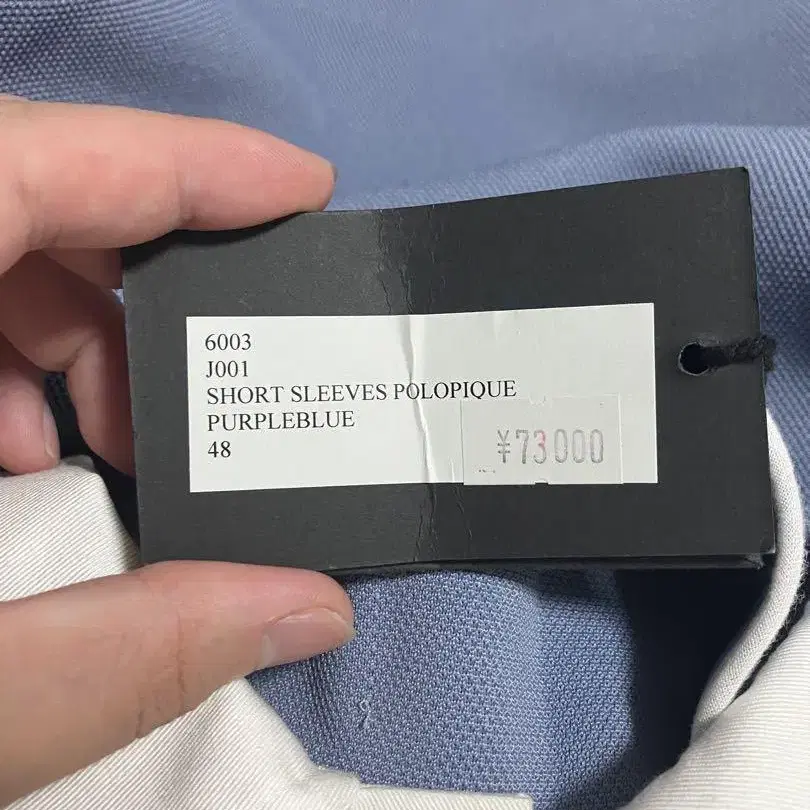 6003
J001
SHORT SLEEVES POLOPIQUE
PURPLEBLUE
48
¥73000